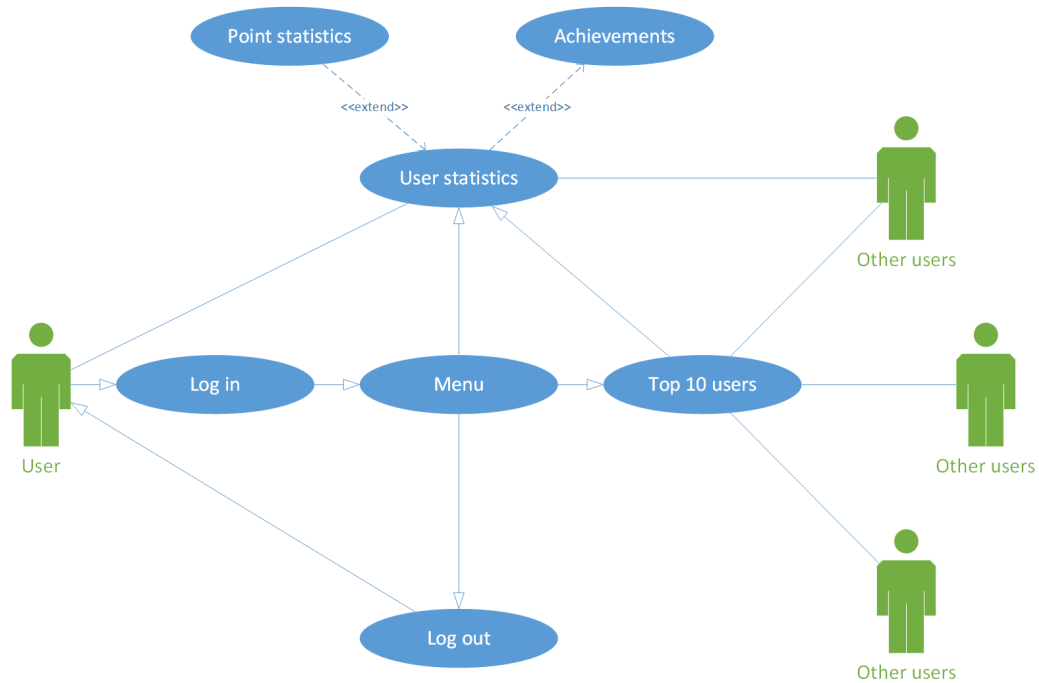 Point statistics
Achievements
<<extend>>
<<extend>>
User statistics
Other users
Log in
Menu
Top 10 users
User
Other users
Log out
Other users